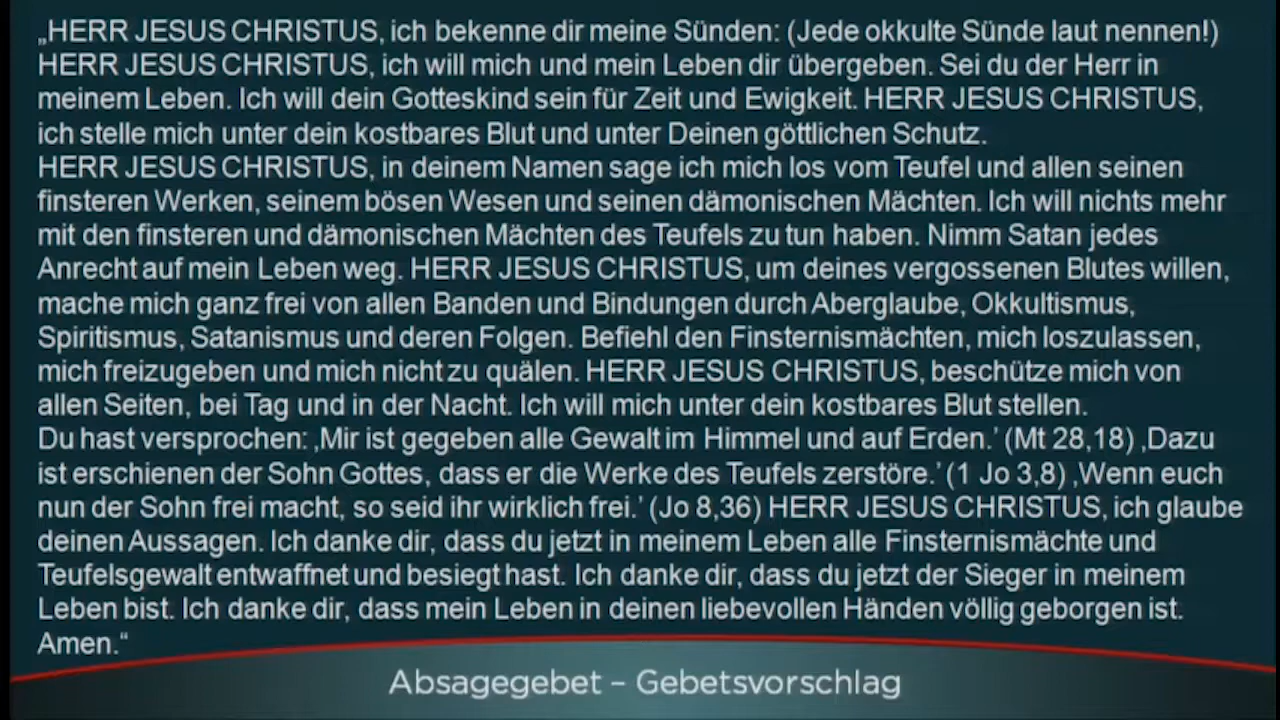 „HERR JESUS CHRISTUS, ich bekenne dir meine Sünden: (Jede okkulte Sünde laut nennen!)
HERR JESUS CHRISTUS, ich will mich und mein Leben dir übergeben. Sei du der Herr in
meinem Leben. Ich will dein Gotteskind sein für Zeit und Ewigkeit. HERR JESUS CHRISTUS,
ich stelle mich unter dein kostbares Blut und unter Deinen göttlichen Schutz.
HERR JESUS CHRISTUS, in deinem Namen sage ich mich los vom Teufel und allen seinen
finsteren Werken, seinem bösen Wesen und seinen dämonischen Mächten. Ich will nichts mehr
mit den finsteren und dämonischen Mächten des Teufels zu tun haben. Nimm Satan jedes
Anrecht auf mein Leben weg. HERR JESUS CHRISTUS, um deines vergossenen Blutes willen,
mache mich ganz frei von allen Banden und Bindungen durch Aberglaube, Okkultismus,
Spiritismus, Satanismus und deren Folgen. Befiehl den Finsternismächten, mich loszulassen,
mich freizugeben und mich nicht zu quälen. HERR JESUS CHRISTUS, beschütze mich von
allen Seiten, bei Tag und in der Nacht. Ich will mich unter dein kostbares Blut stellen.
Du hast versprochen: ‚Mir ist gegeben alle Gewalt im Himmel und auf Erden.’ (Mt 28,18) ‚Dazu
ist erschienen der Sohn Gottes, dass er die Werke des Teufels zerstöre.’ (1 Jo 3,8) ‚Wenn euch
nun der Sohn frei macht, so seid ihr wirklich frei.’ (Jo 8,36) HERR JESUS CHRISTUS, ich glaube
deinen Aussagen. Ich danke dir, dass du jetzt in meinem Leben alle Finsternismächte und
Teufelsgewalt entwaffnet und besiegt hast. Ich danke dir, dass du jetzt der Sieger in meinem
Leben bist. Ich danke dir, dass mein Leben in deinen liebevollen Händen völlig geborgen ist.
Amen.“
Absagegebet – Gebetsvorschlag